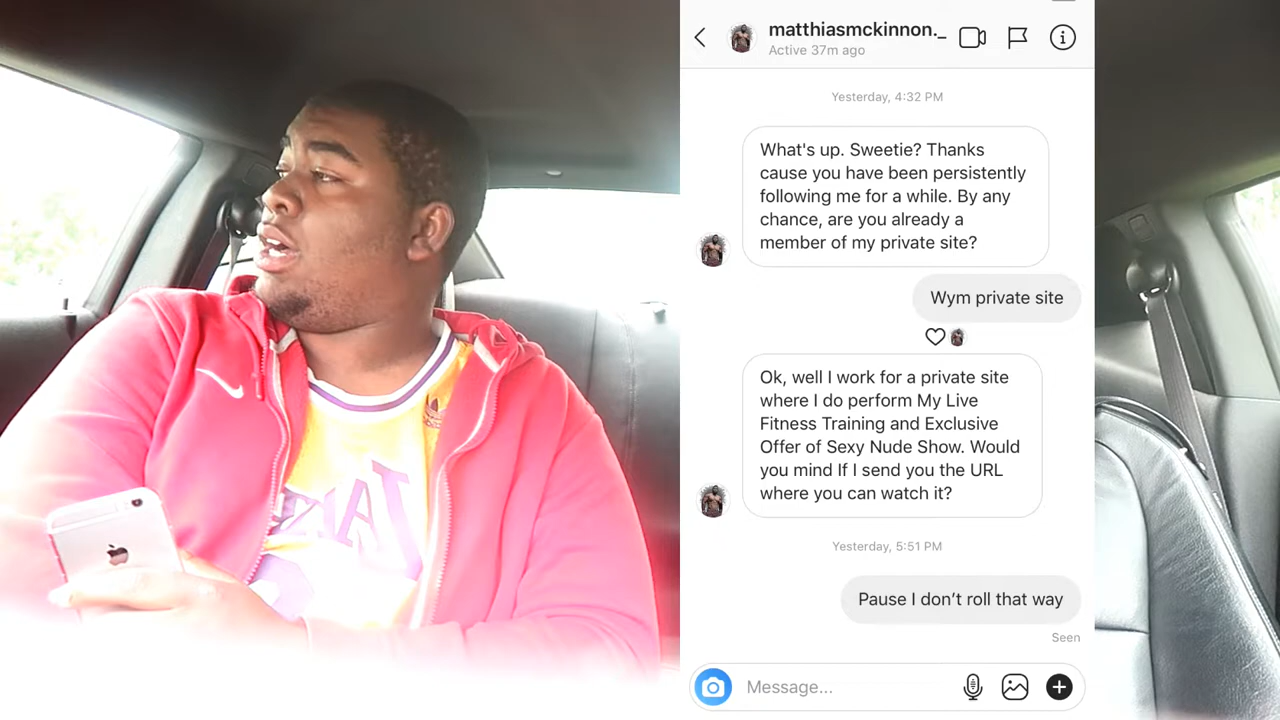 matthiasmckinnon._
Active 37m ago
Yesterday, 4:32 PM
What's up. Sweetie? Thanks
cause you have been persistently
following me for a while. By any
chance, are you already a
member of my private site?
Wym private site
Ok, well I work for a private site
where I do perform My Live
Fitness Training and Exclusive
Offer of Sexy Nude Show. Would
you mind If I send you the URL
where you can watch it?
Yesterday, 5:51 PM
Pause I don’t roll that way
Seen
Message...